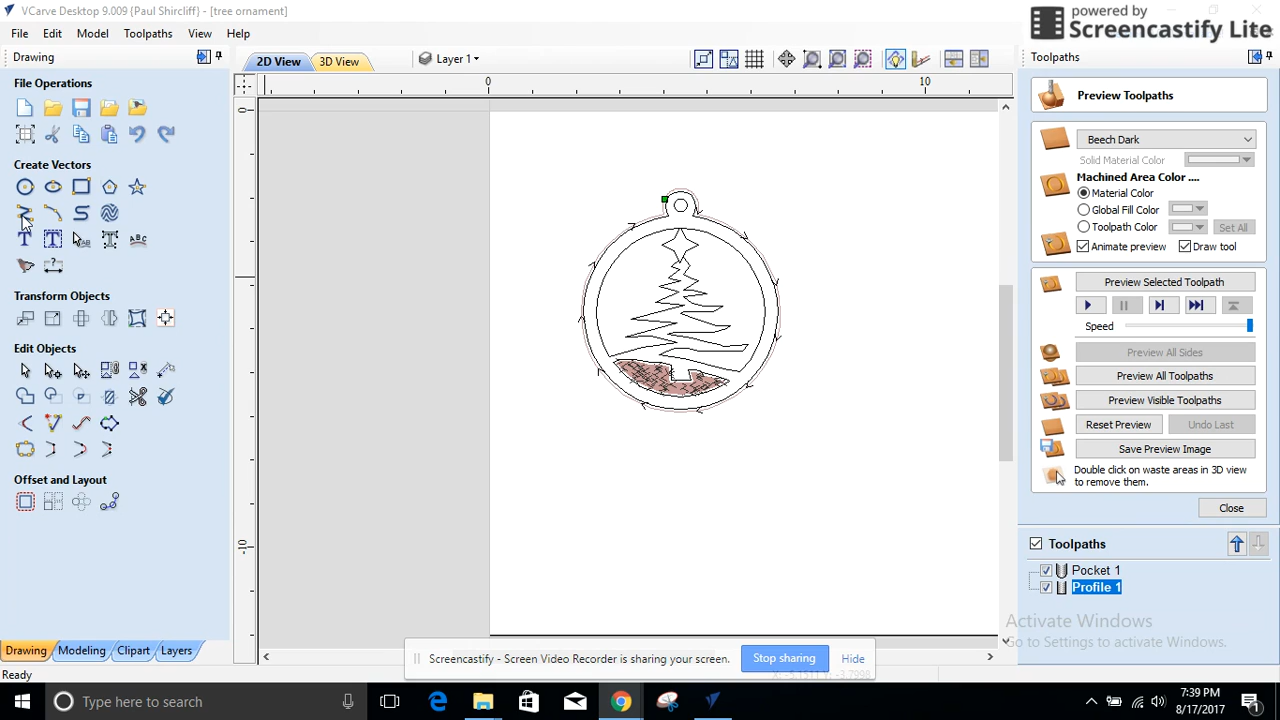 VCarve Desktop 9.009 {Paul Shircliff} - [tree ornament]
powered by
Screencastify Lite
File Edit Model Toolpaths View Help
Drawing
2D View
3D View
Layer 1
Toolpaths
File Operations
0
10
0
-10
Preview Toolpaths
Beech Dark
Solid Material Color
Create Vectors
Machined Area Color ....
Material Color
Global Fill Color
Toolpath Color
Set All
Animate preview
Draw tool
Transform Objects
Preview Selected Toolpath
Speed
Edit Objects
Preview All Sides
Preview All Toolpaths
Preview Visible Toolpaths
Reset Preview
Undo Last
Save Preview Image
Double click on waste areas in 3D view
to remove them.
Offset and Layout
Close
Toolpaths
Pocket 1
Profile 1
Activate Windows
Go to Settings to activate Windows.
Drawing Modeling Clipart Layers
Screencastify - Screen Video Recorder is sharing your screen.
Stop sharing
Hide
Ready
Type here to search
7:39 PM
8/17/2017